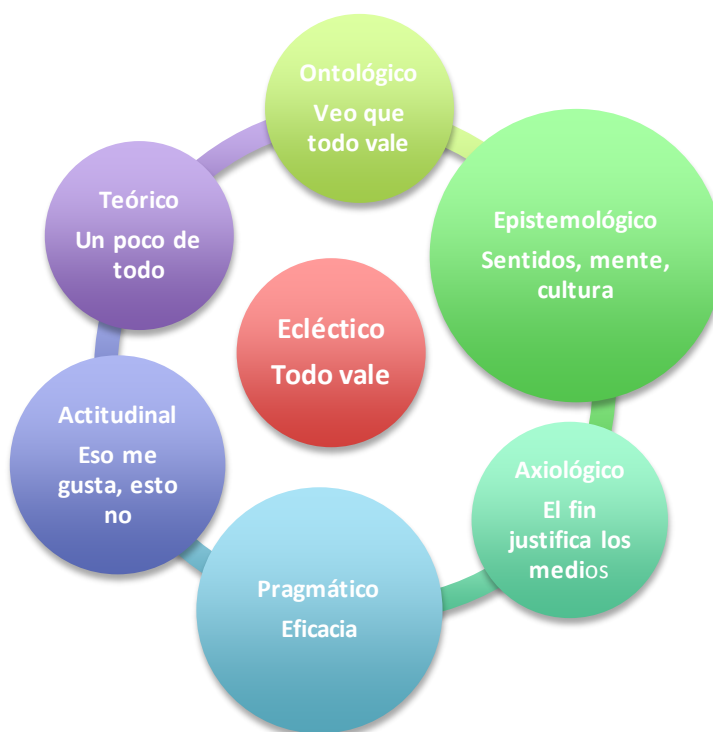 Ontológico
Veo que
todo vale
Epistemológico
Sentidos, mente,
cultura
Axiológico
El fin
justifica los
medios
Pragmático
Eficacia
Actitudinal
Eso me
gusta, esto
no
Teórico
Un poco de
todo
Ecléctico
Todo vale